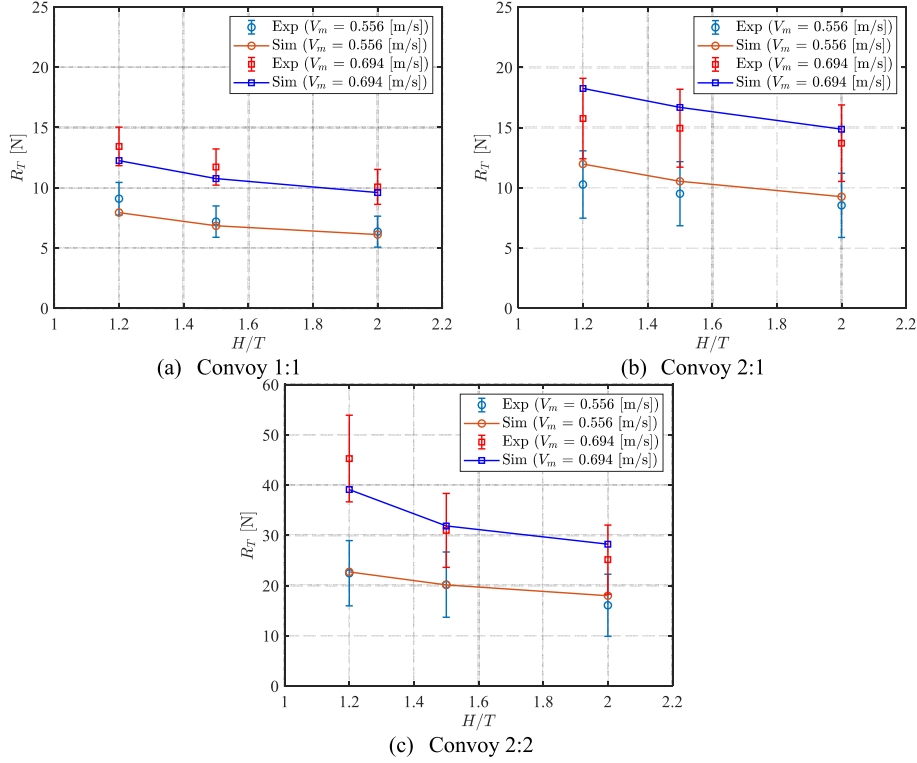 Exp (V_m = 0.556 [m/s])
Sim (V_m = 0.556 [m/s])
Exp (V_m = 0.694 [m/s])
Sim (V_m = 0.694 [m/s])
25
20
15
10
5
0
R_T [N]
1 1.2 1.4 1.6 1.8 2 2.2
H/T
(a) Convoy 1:1
Exp (V_m = 0.556 [m/s])
Sim (V_m = 0.556 [m/s])
Exp (V_m = 0.694 [m/s])
Sim (V_m = 0.694 [m/s])
25
20
15
10
5
0
R_T [N]
1 1.2 1.4 1.6 1.8 2 2.2
H/T
(b) Convoy 2:1
Exp (V_m = 0.556 [m/s])
Sim (V_m = 0.556 [m/s])
Exp (V_m = 0.694 [m/s])
Sim (V_m = 0.694 [m/s])
60
50
40
30
20
10
0
R_T [N]
1 1.2 1.4 1.6 1.8 2 2.2
H/T
(c) Convoy 2:2